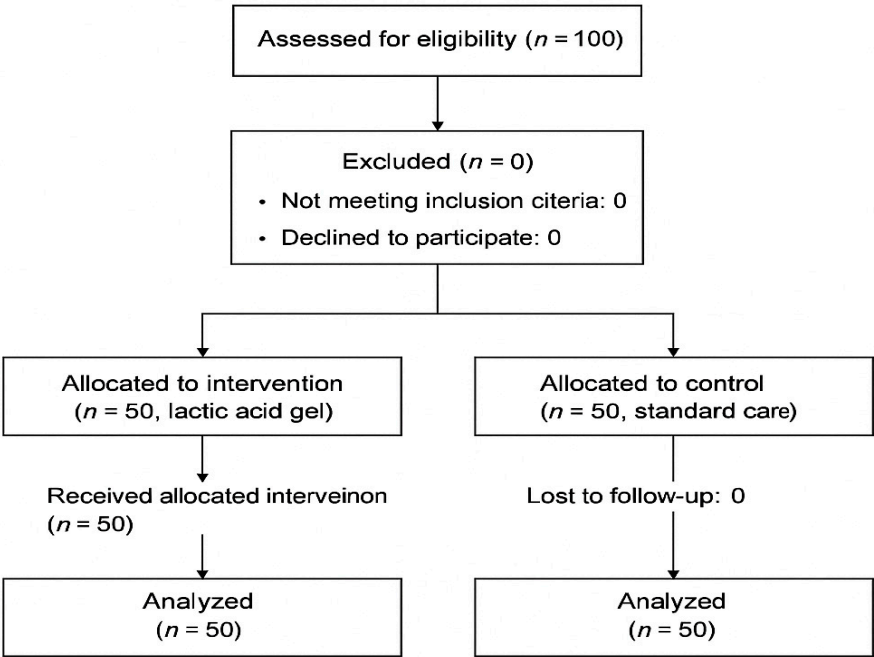 Assessed for eligibility (n = 100)
Excluded (n = 0)
• Not meeting inclusion citeria: 0
• Declined to participate: 0
Allocated to intervention
(n = 50, lactic acid gel)
Allocated to control
(n = 50, standard care)
Received allocated interveinon
(n = 50)
Lost to follow-up: 0
Analyzed
(n = 50)
Analyzed
(n = 50)